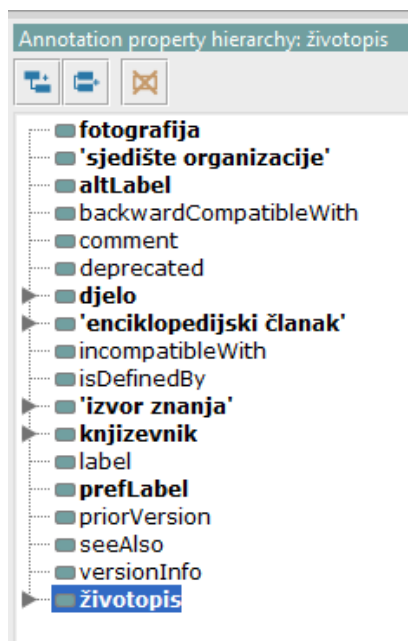 Annotation property hierarchy: životopis
fotografija
'sjedište organizacije'
altLabel
backwardCompatibleWith
comment
deprecated
djelo
'enciklopedijski članak'
incompatibleWith
isDefinedBy
'izvor znanja'
knjizevnik
label
prefLabel
priorVersion
seeAlso
versionInfo
životopis